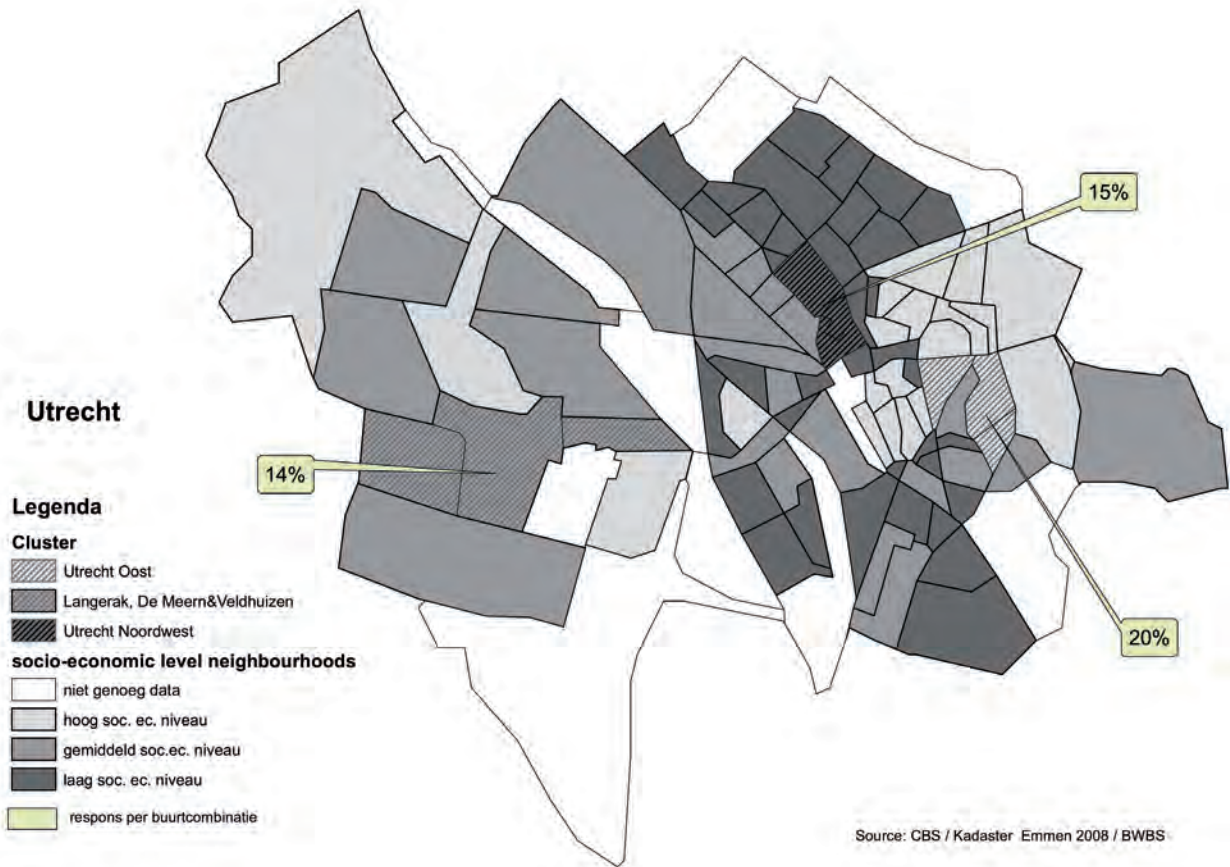 15%
Utrecht
14%
Legenda
Cluster
Utrecht Oost
Langerak, De Meern&Veldhuizen
Utrecht Noordwest
20%
socio-economic level neighbourhoods
niet genoeg data
hoog soc. ec. niveau
gemiddeld soc.ec. niveau
laag soc. ec. niveau
respons per buurtcombinatie
Source: CBS / Kadaster Emmen 2008 / BWBS